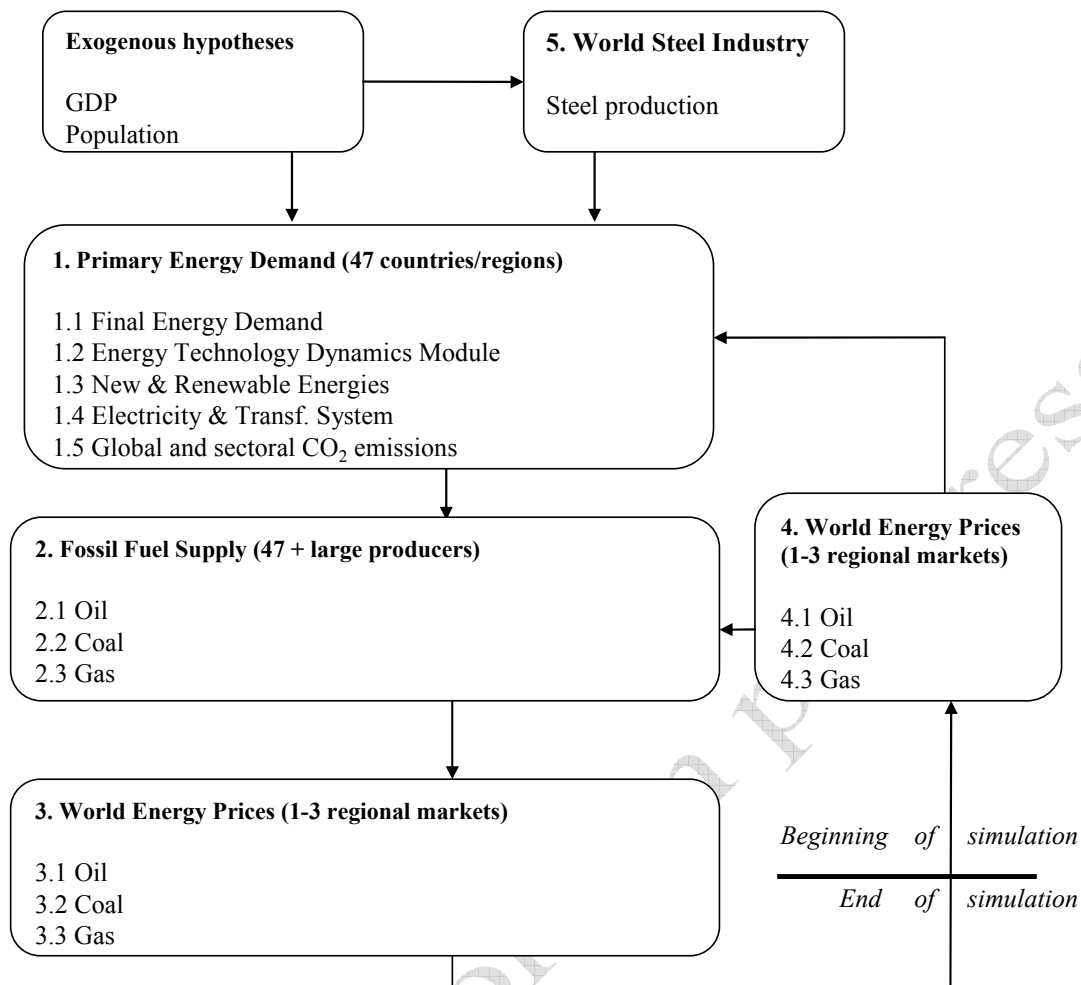 Exogenous hypotheses
GDP
Population
5. World Steel Industry
Steel production
1. Primary Energy Demand (47 countries/regions)
1.1 Final Energy Demand
1.2 Energy Technology Dynamics Module
1.3 New & Renewable Energies
1.4 Electricity & Transf. System
1.5 Global and sectoral CO₂ emissions
2. Fossil Fuel Supply (47 + large producers)
2.1 Oil
2.2 Coal
2.3 Gas
4. World Energy Prices
(1-3 regional markets)
4.1 Oil
4.2 Coal
4.3 Gas
3. World Energy Prices (1-3 regional markets)
3.1 Oil
3.2 Coal
3.3 Gas
Beginning of simulation
End of simulation